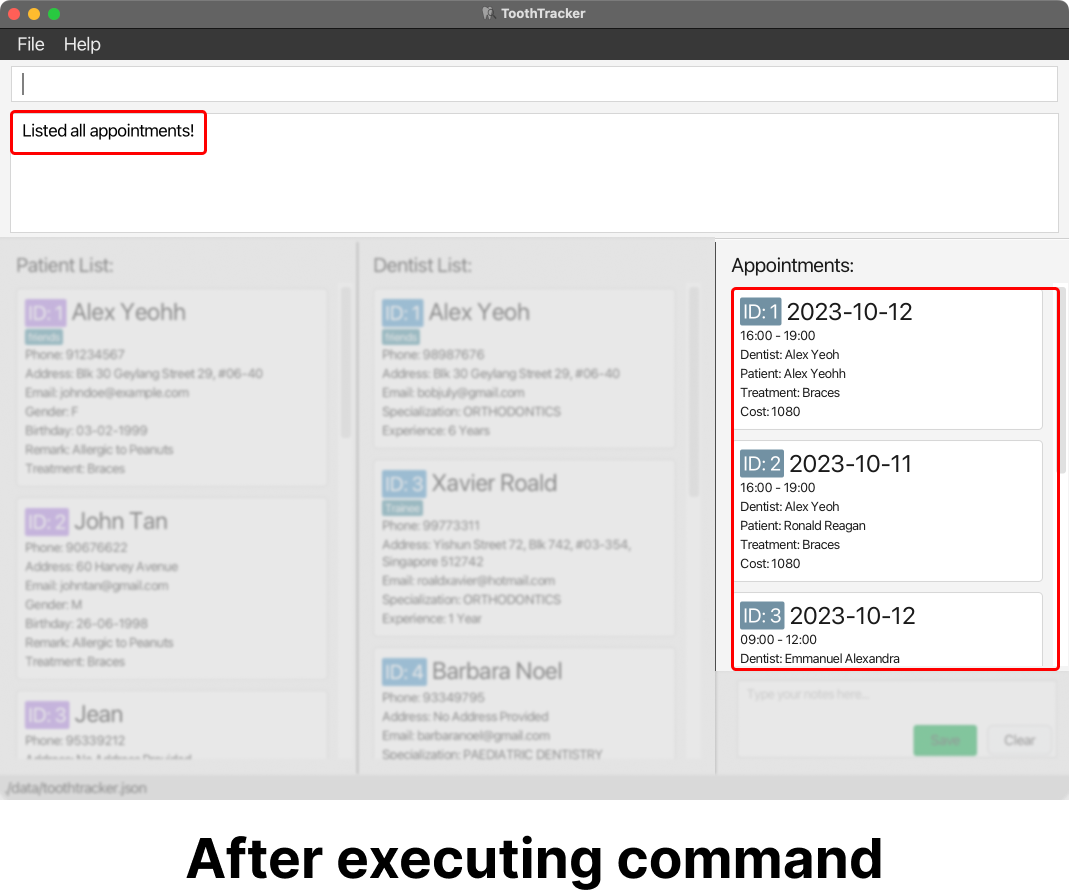 ToothTracker
File Help
Listed all appointments!
Patient List:
ID: 1 Alex Yeohh
friends
Phone: 91234567
Address: Blk 30 Geylang Street 29, #06-40
Email: johndoe@example.com
Gender: F
Birthday: 03-02-1999
Remark: Allergic to Peanuts
Treatment: Braces
ID: 2 John Tan
Phone: 90676622
Address: 60 Harvey Avenue
Email: johntan@gmail.com
Gender: M
Birthday: 26-06-1998
Remark: Allergic to Peanuts
Treatment: Braces
ID: 3 Jean
Phone: 95339212
Address: No Address Provided
Dentist List:
ID: 1 Alex Yeoh
friends
Phone: 98987676
Address: Blk 30 Geylang Street 29, #06-40
Email: bobjuly@gmail.com
Specialization: ORTHODONTICS
Experience: 6 Years
ID: 3 Xavier Roald
Trainee
Phone: 99773311
Address: Yishun Street 72, Blk 742, #03-354,
Singapore 512742
Email: roaldxavier@hotmail.com
Specialization: ORTHODONTICS
Experience: 1 Year
ID: 4 Barbara Noel
Phone: 93349795
Address: No Address Provided
Email: barbaranoel@gmail.com
Specialization: PAEDIATRIC DENTISTRY
Appointments:
ID: 1 2023-10-12
16:00 - 19:00
Dentist: Alex Yeoh
Patient: Alex Yeohh
Treatment: Braces
Cost: 1080
ID: 2 2023-10-11
16:00 - 19:00
Dentist: Alex Yeoh
Patient: Ronald Reagan
Treatment: Braces
Cost: 1080
ID: 3 2023-10-12
09:00 - 12:00
Dentist: Emmanuel Alexandra
Type your notes here...
Save Clear
./data/toothtracker.json
After executing command